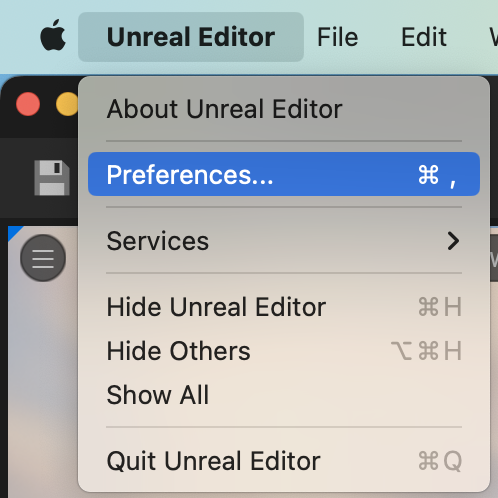 Unreal Editor File Edit
About Unreal Editor
Preferences... ⌘ ,
Services
Hide Unreal Editor ⌘H
Hide Others ⌥⌘H
Show All
Quit Unreal Editor ⌘Q